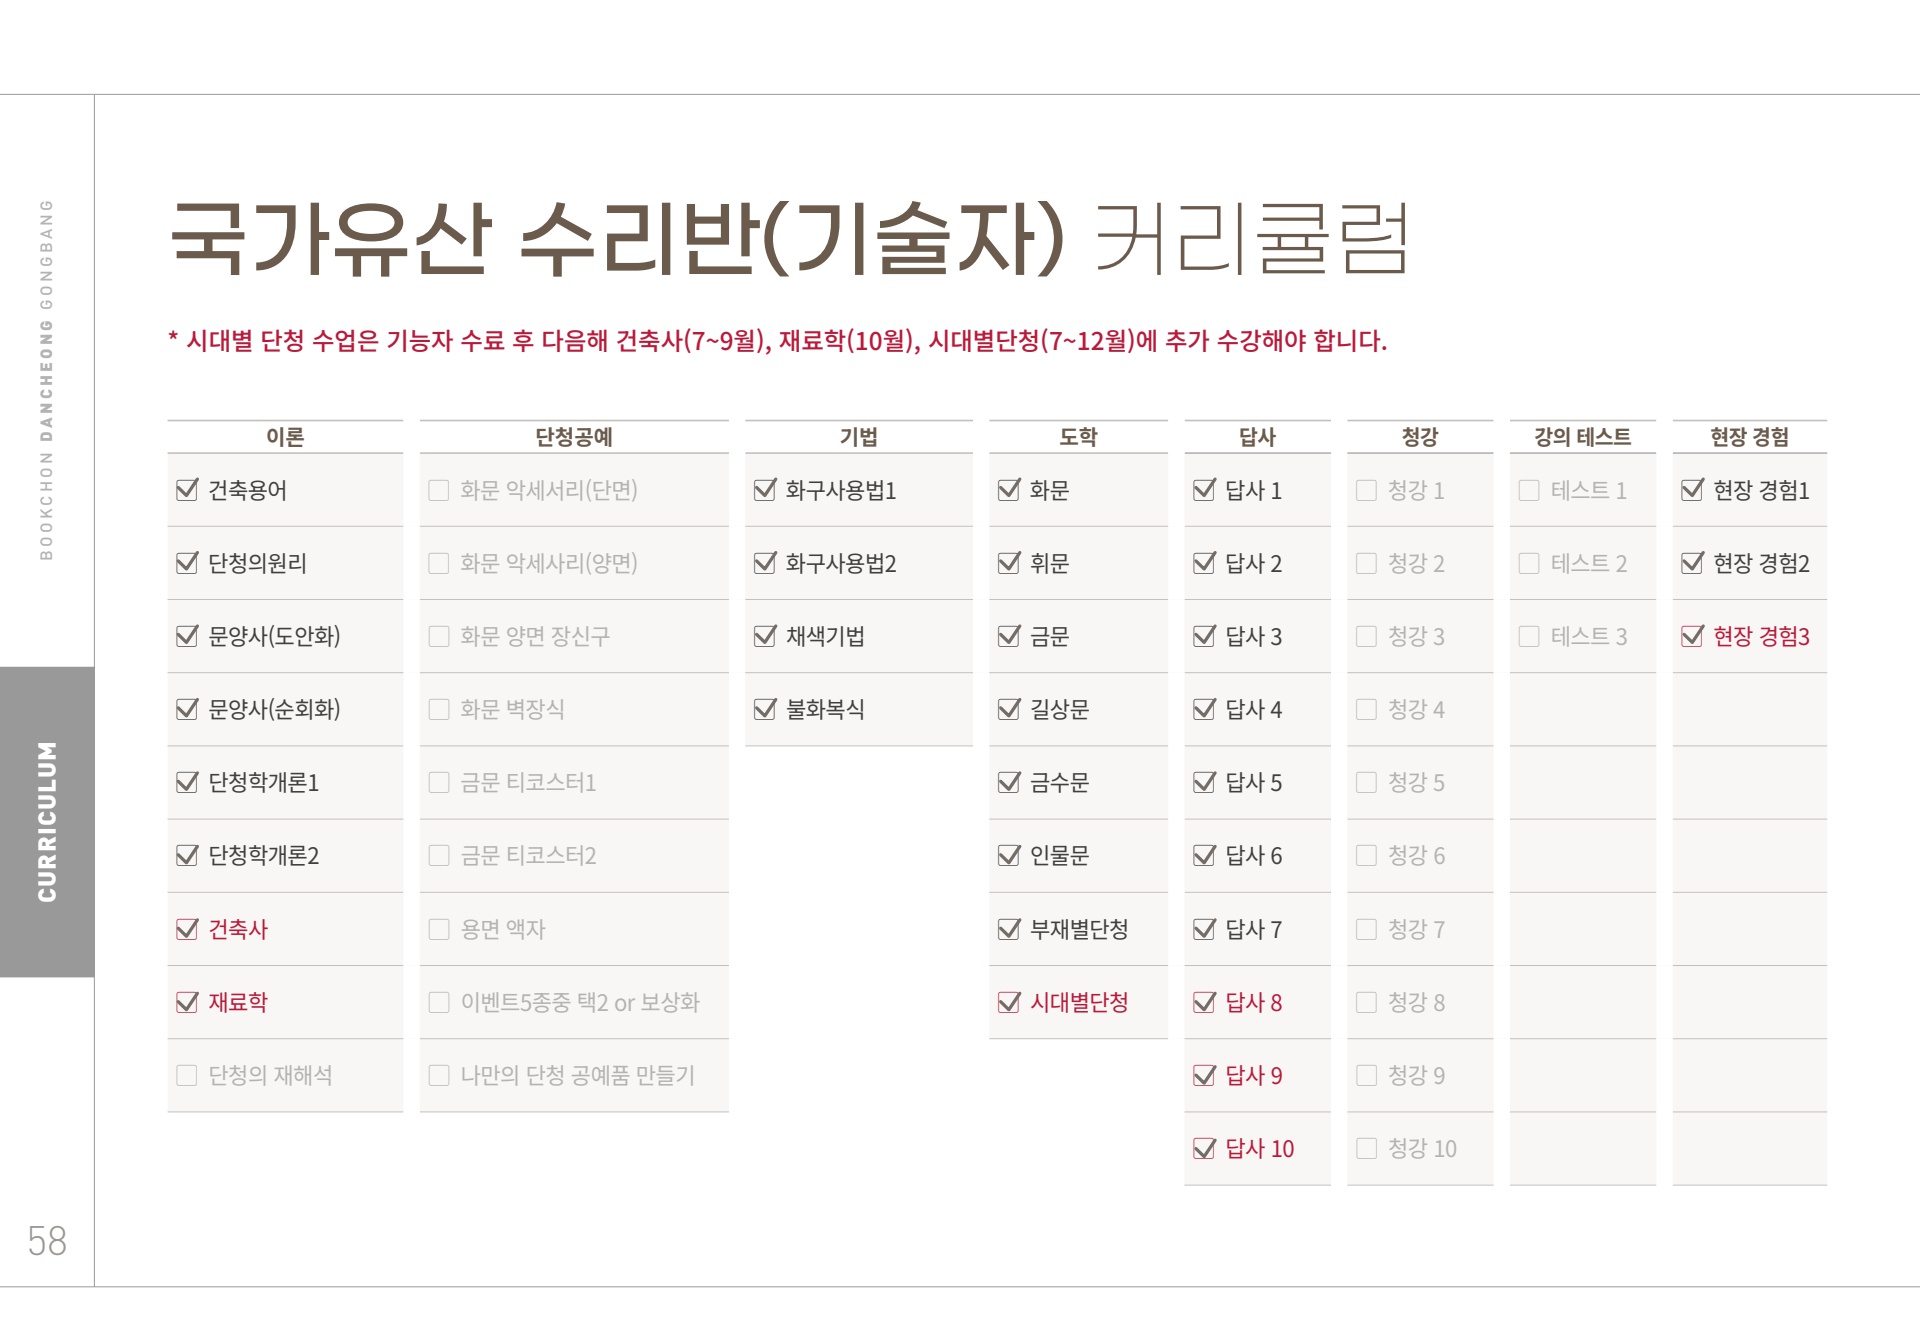 국가유산 수리반(기술자) 커리큘럼
* 시대별 단청 수업은 기능자 수료 후 다음해 건축사(7~9월), 재료학(10월), 시대별단청(7~12월)에 추가 수강해야 합니다.
BOOKCHON DANCHEONG GONGBANG
CURRICULUM
이론
건축용어
단청의원리
문양사(도안화)
문양사(순회화)
단청학개론1
단청학개론2
건축사
재료학
단청의 재해석
단청공예
화문 악세서리(단면)
화문 악세사리(양면)
화문 양면 장신구
화문 벽장식
금문 티코스터1
금문 티코스터2
용면 액자
이벤트5종중 택2 or 보상화
나만의 단청 공예품 만들기
기법
화구사용법1
화구사용법2
채색기법
불화복식
도학
화문
휘문
금문
길상문
금수문
인물문
부재별단청
시대별단청
답사
답사 1
답사 2
답사 3
답사 4
답사 5
답사 6
답사 7
답사 8
답사 9
답사 10
청강
청강 1
청강 2
청강 3
청강 4
청강 5
청강 6
청강 7
청강 8
청강 9
청강 10
강의 테스트
테스트 1
테스트 2
테스트 3
현장 경험
현장 경험1
현장 경험2
현장 경험3
58